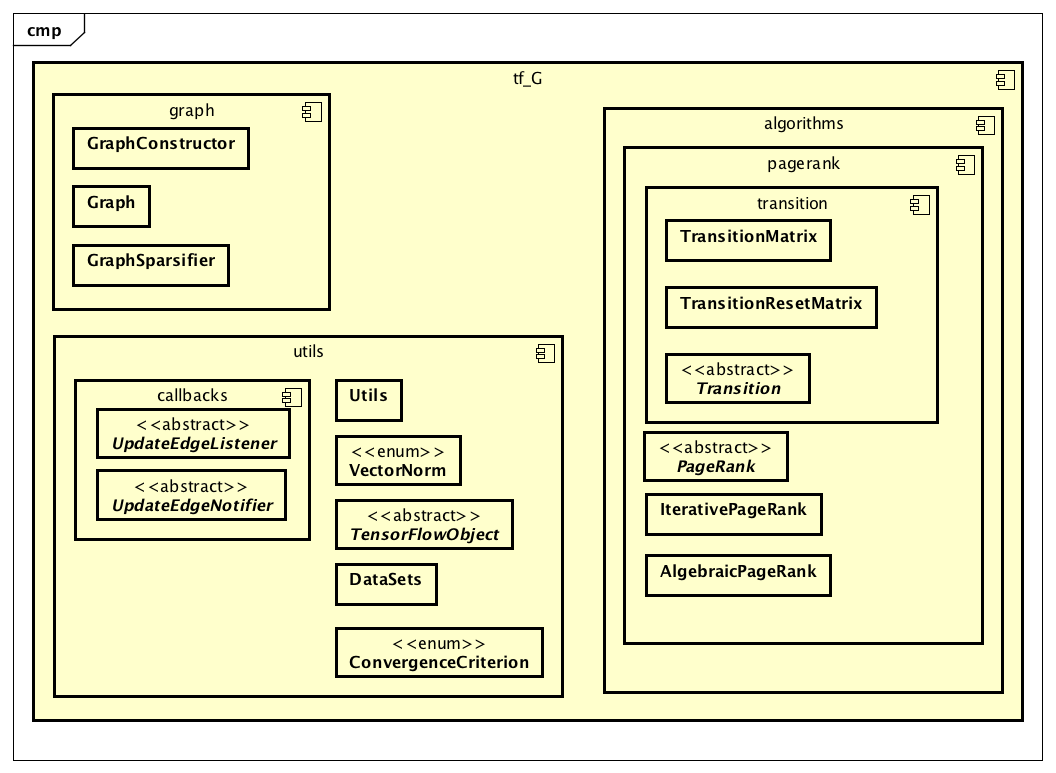 cmp
tf_G
graph
GraphConstructor
Graph
GraphSparsifier
utils
callbacks
<<abstract>>
UpdateEdgeListener
<<abstract>>
UpdateEdgeNotifier
Utils
<<enum>>
VectorNorm
<<abstract>>
TensorFlowObject
DataSets
<<enum>>
ConvergenceCriterion
algorithms
pagerank
transition
TransitionMatrix
TransitionResetMatrix
<<abstract>>
Transition
<<abstract>>
PageRank
IterativePageRank
AlgebraicPageRank